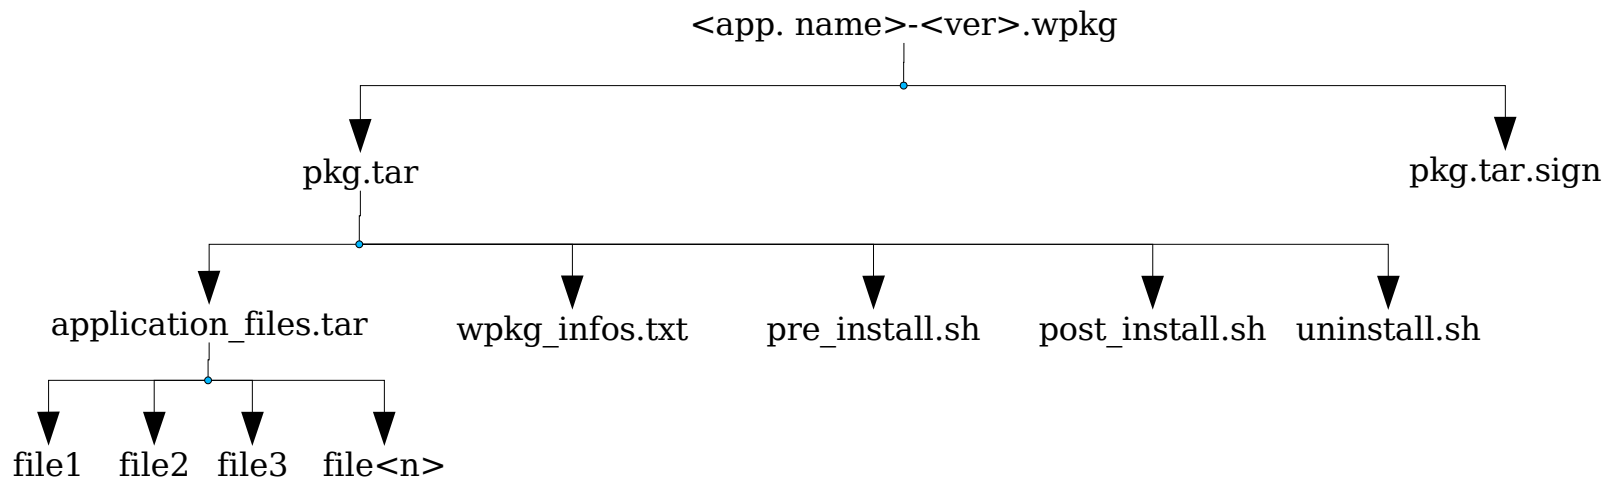 <app. name>-<ver>.wpkg
pkg.tar
pkg.tar.sign
application_files.tar
wpkg_infos.txt
pre_install.sh
post_install.sh
uninstall.sh
file1
file2
file3
file<n>